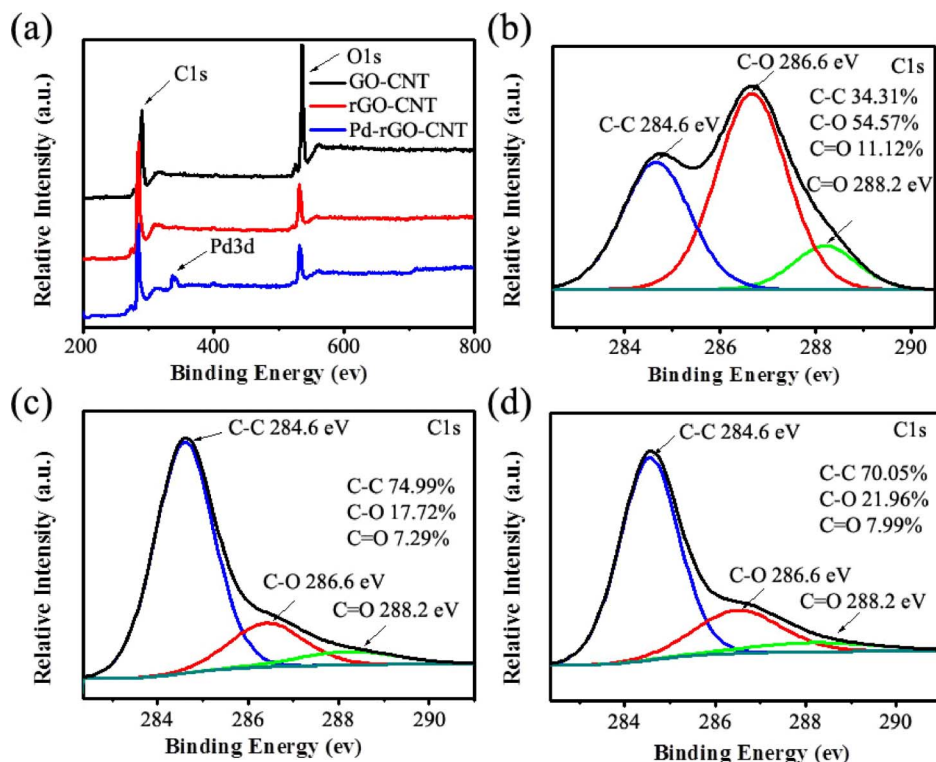 (a)
C1s
O1s
GO-CNT
rGO-CNT
Pd-rGO-CNT
Pd3d
Relative Intensity (a.u.)
200 400 600 800
Binding Energy (ev)
(b)
C-O 286.6 eV
C1s
C-C 34.31%
C-O 54.57%
C=O 11.12%
C-C 284.6 eV
C=O 288.2 eV
Relative Intensity (a.u.)
284 286 288 290
Binding Energy (ev)
(c)
C-C 284.6 eV
C1s
C-C 74.99%
C-O 17.72%
C=O 7.29%
C-O 286.6 eV
C=O 288.2 eV
Relative Intensity (a.u.)
284 286 288 290
Binding Energy (ev)
(d)
C-C 284.6 eV
C1s
C-C 70.05%
C-O 21.96%
C=O 7.99%
C-O 286.6 eV
C=O 288.2 eV
Relative Intensity (a.u.)
284 286 288 290
Binding Energy (ev)